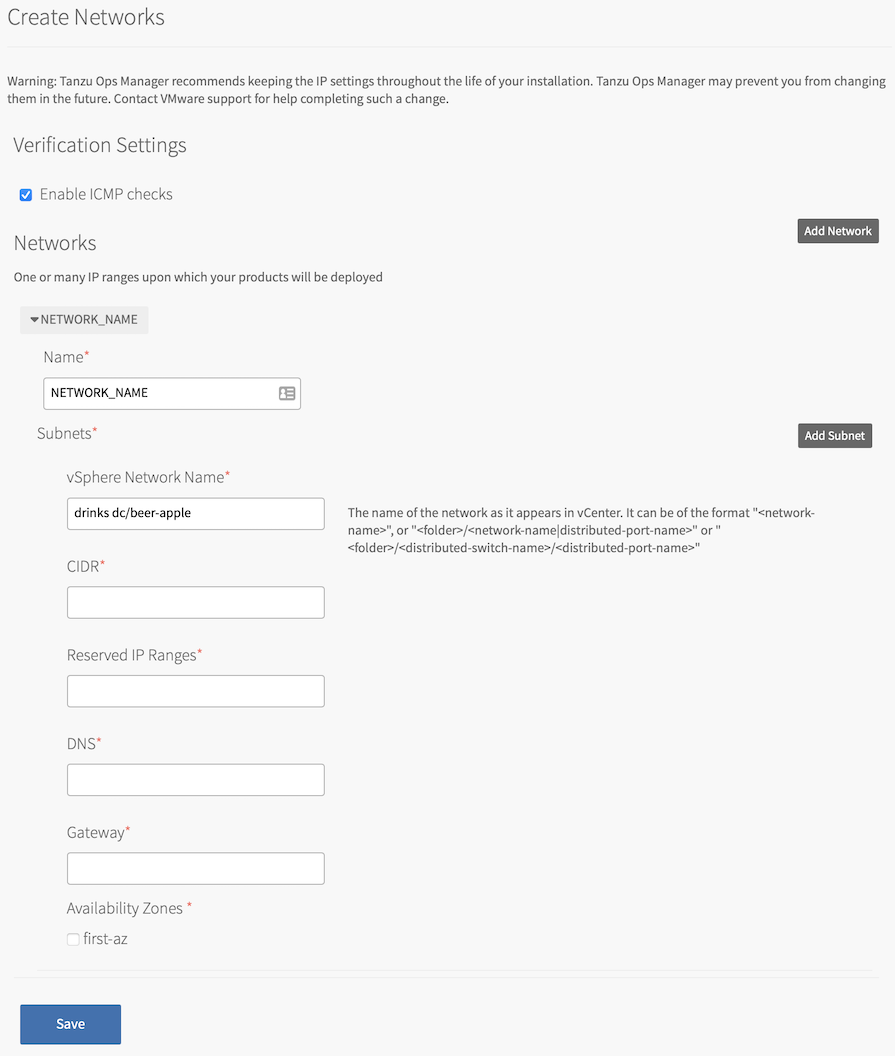 Create Networks
Warning: Tanzu Ops Manager recommends keeping the IP settings throughout the life of your installation. Tanzu Ops Manager may prevent you from changing
them in the future. Contact VMware support for help completing such a change.
Verification Settings
Enable ICMP checks
Add Network
Networks
One or many IP ranges upon which your products will be deployed
NETWORK_NAME
Name*
NETWORK_NAME
Subnets*
Add Subnet
vSphere Network Name*
drinks dc/beer-apple
The name of the network as it appears in vCenter. It can be of the format "<network-
name>", or "<folder>/<network-name|distributed-port-name>" or "
<folder>/<distributed-switch-name>/<distributed-port-name>"
CIDR*
Reserved IP Ranges*
DNS*
Gateway*
Availability Zones *
first-az
Save